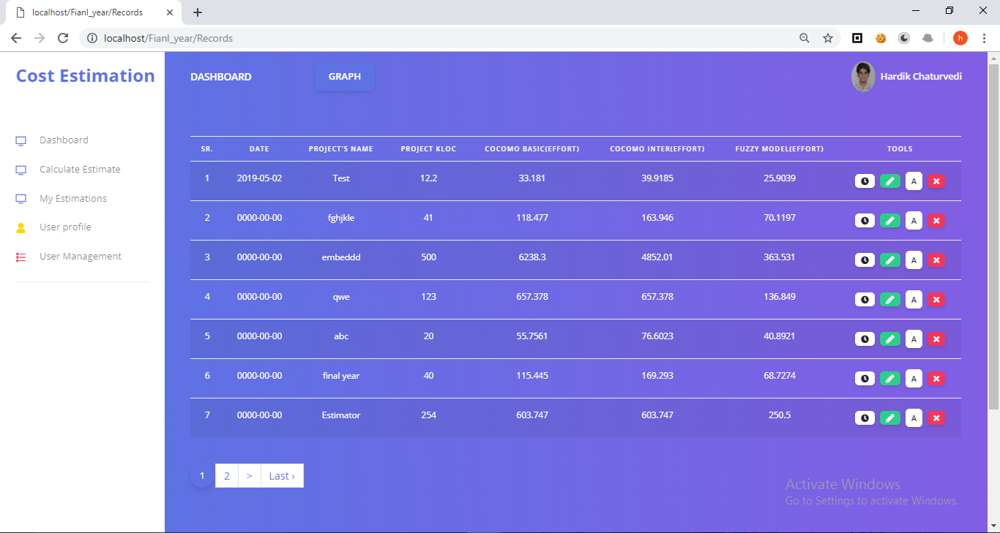 localhost/Fianl_year/Records
localhost/Fianl_year/Records
h
Cost Estimation
DASHBOARD GRAPH Hardik Chaturvedi
Dashboard
Calculate Estimate
My Estimations
User profile
User Management
SR. DATE PROJECT'S NAME PROJECT KLOC COCOMO BASIC(EFFORT) COCOMO INTER(EFFORT) FUZZY MODEL(EFFORT) TOOLS
1 2019-05-02 Test 12.2 33.181 39.9185 25.9039 A
2 0000-00-00 fghjkle 41 118.477 163.946 70.1197 A
3 0000-00-00 embeddd 500 6238.3 4852.01 363.531 A
4 0000-00-00 qwe 123 657.378 657.378 136.849 A
5 0000-00-00 abc 20 55.7561 76.6023 40.8921 A
6 0000-00-00 final year 40 115.445 169.293 68.7274 A
7 0000-00-00 Estimator 254 603.747 603.747 250.5 A
1 2 > Last ›
Activate Windows
Go to Settings to activate Windows.